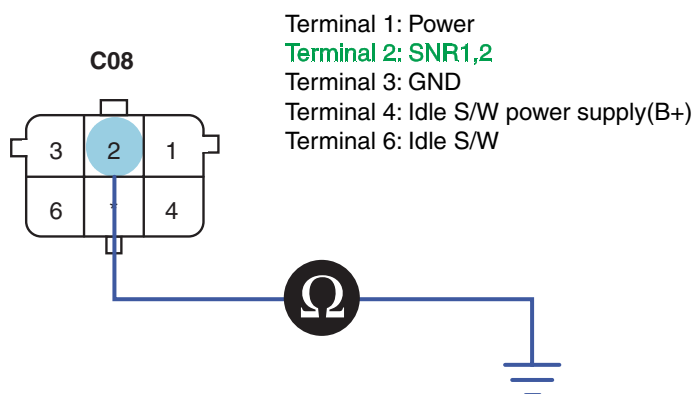 C08
Terminal 1: Power
Terminal 2: SNR1,2
Terminal 3: GND
Terminal 4: Idle S/W power supply(B+)
Terminal 6: Idle S/W
3 2 1
6 * 4
Ω